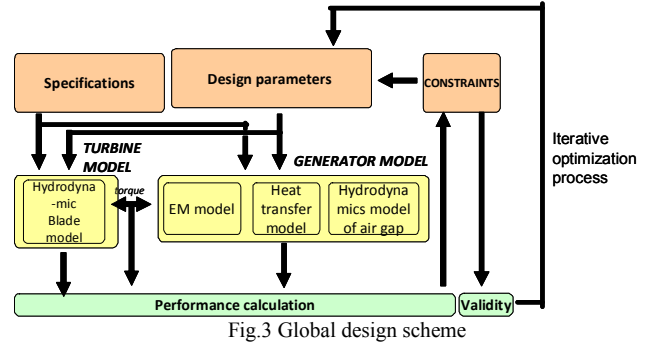 Specifications
Design parameters
CONSTRAINTS
TURBINE
MODEL
GENERATOR MODEL
Iterative
optimization
process
Hydrodyna
-mic
Blade
model
torque
EM model
Heat
transfer
model
Hydrodyna
mics model
of air gap
Performance calculation
Validity
Fig.3 Global design scheme